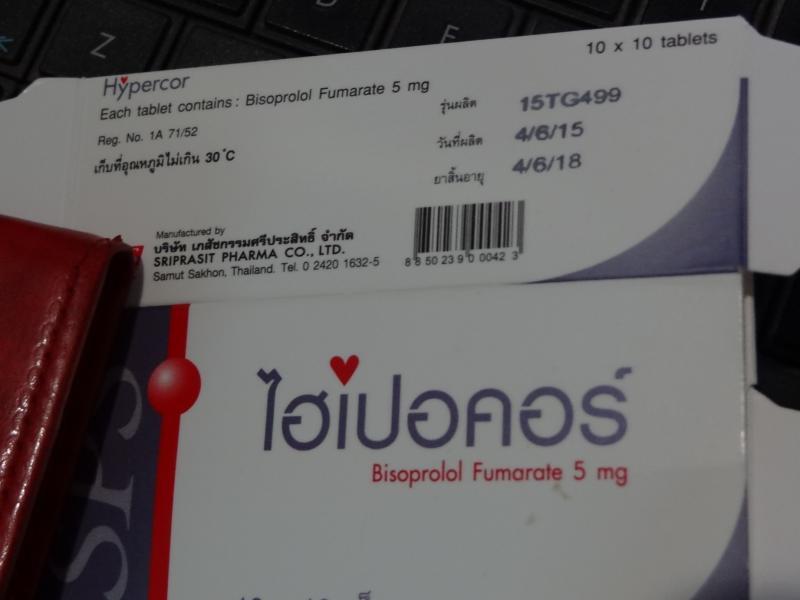 Z
10 x 10 tablets
Hypercor
Each tablet contains : Bisoprolol Fumarate 5 mg
Reg. No. 1A 71/52
เก็บที่อุณหภูมิไม่เกิน 30 ํC
รุ่นผลิต 15TG499
วันที่ผลิต 4/6/15
ยาสิ้นอายุ 4/6/18
Manufactured by
บริษัท เภสัชกรรมศรีประสิทธิ์ จำกัด
SRIPRASIT PHARMA CO., LTD.
Samut Sakhon, Thailand. Tel. 0 2420 1632-5
8 850239 000423
ไฮเปอคอร์
Bisoprolol Fumarate 5 mg
SPS